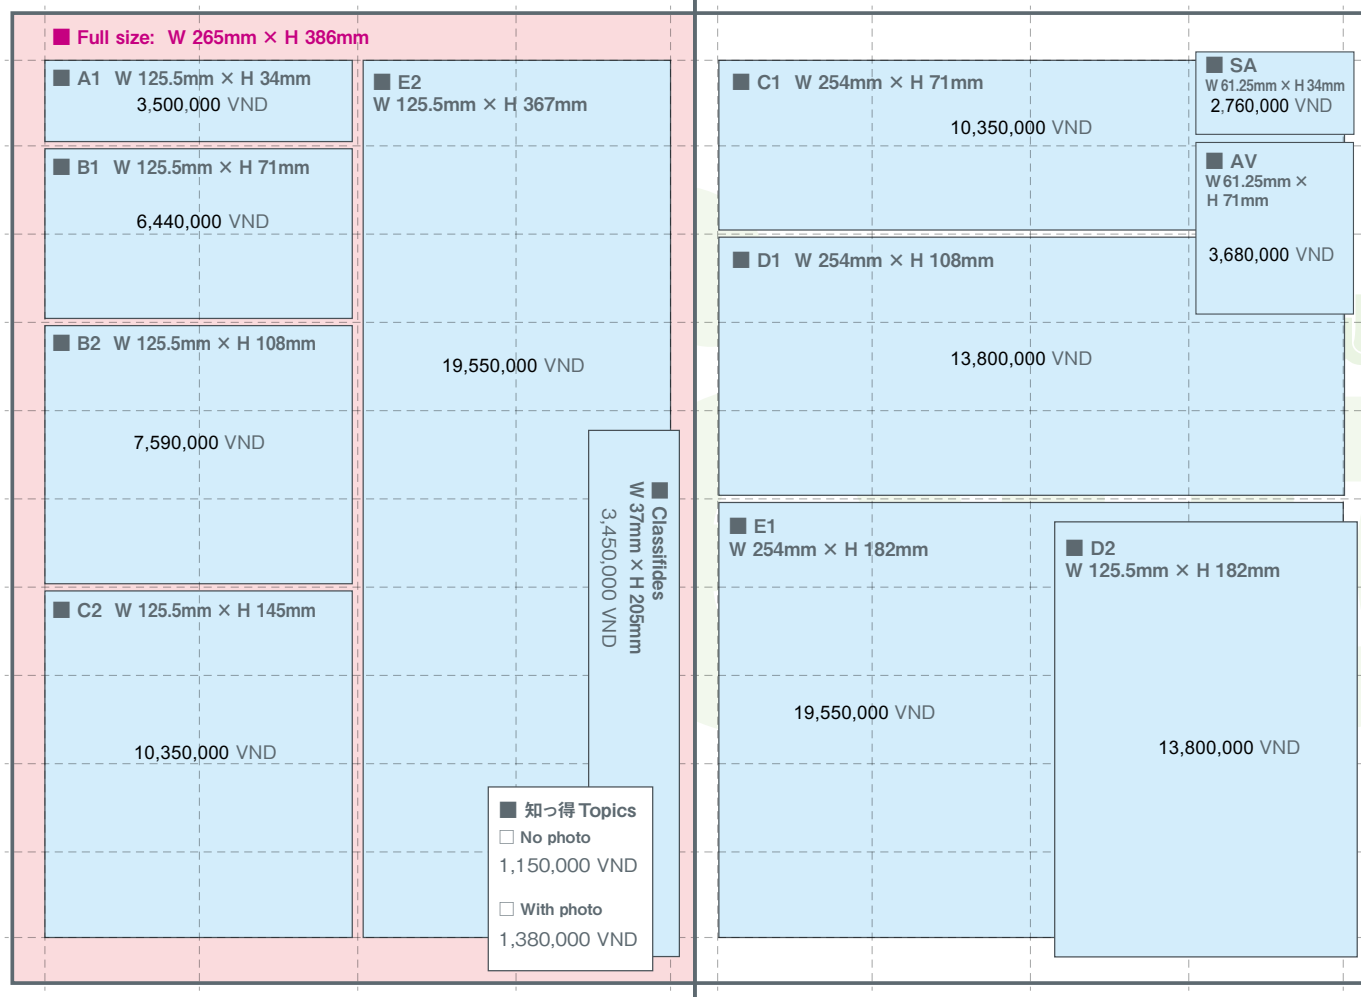 ■ Full size: W 265mm × H 386mm
■ A1 W 125.5mm × H 34mm
3,500,000 VND
■ B1 W 125.5mm × H 71mm
6,440,000 VND
■ B2 W 125.5mm × H 108mm
7,590,000 VND
■ C2 W 125.5mm × H 145mm
10,350,000 VND
■ E2
W 125.5mm × H 367mm
19,550,000 VND
■ Classifides
W 37mm × H 205mm
3,450,000 VND
■ 知っ得 Topics
□ No photo
1,150,000 VND
□ With photo
1,380,000 VND
■ C1 W 254mm × H 71mm
10,350,000 VND
■ SA
W 61.25mm × H 34mm
2,760,000 VND
■ AV
W 61.25mm ×
H 71mm
3,680,000 VND
■ D1 W 254mm × H 108mm
13,800,000 VND
■ E1
W 254mm × H 182mm
19,550,000 VND
■ D2
W 125.5mm × H 182mm
13,800,000 VND